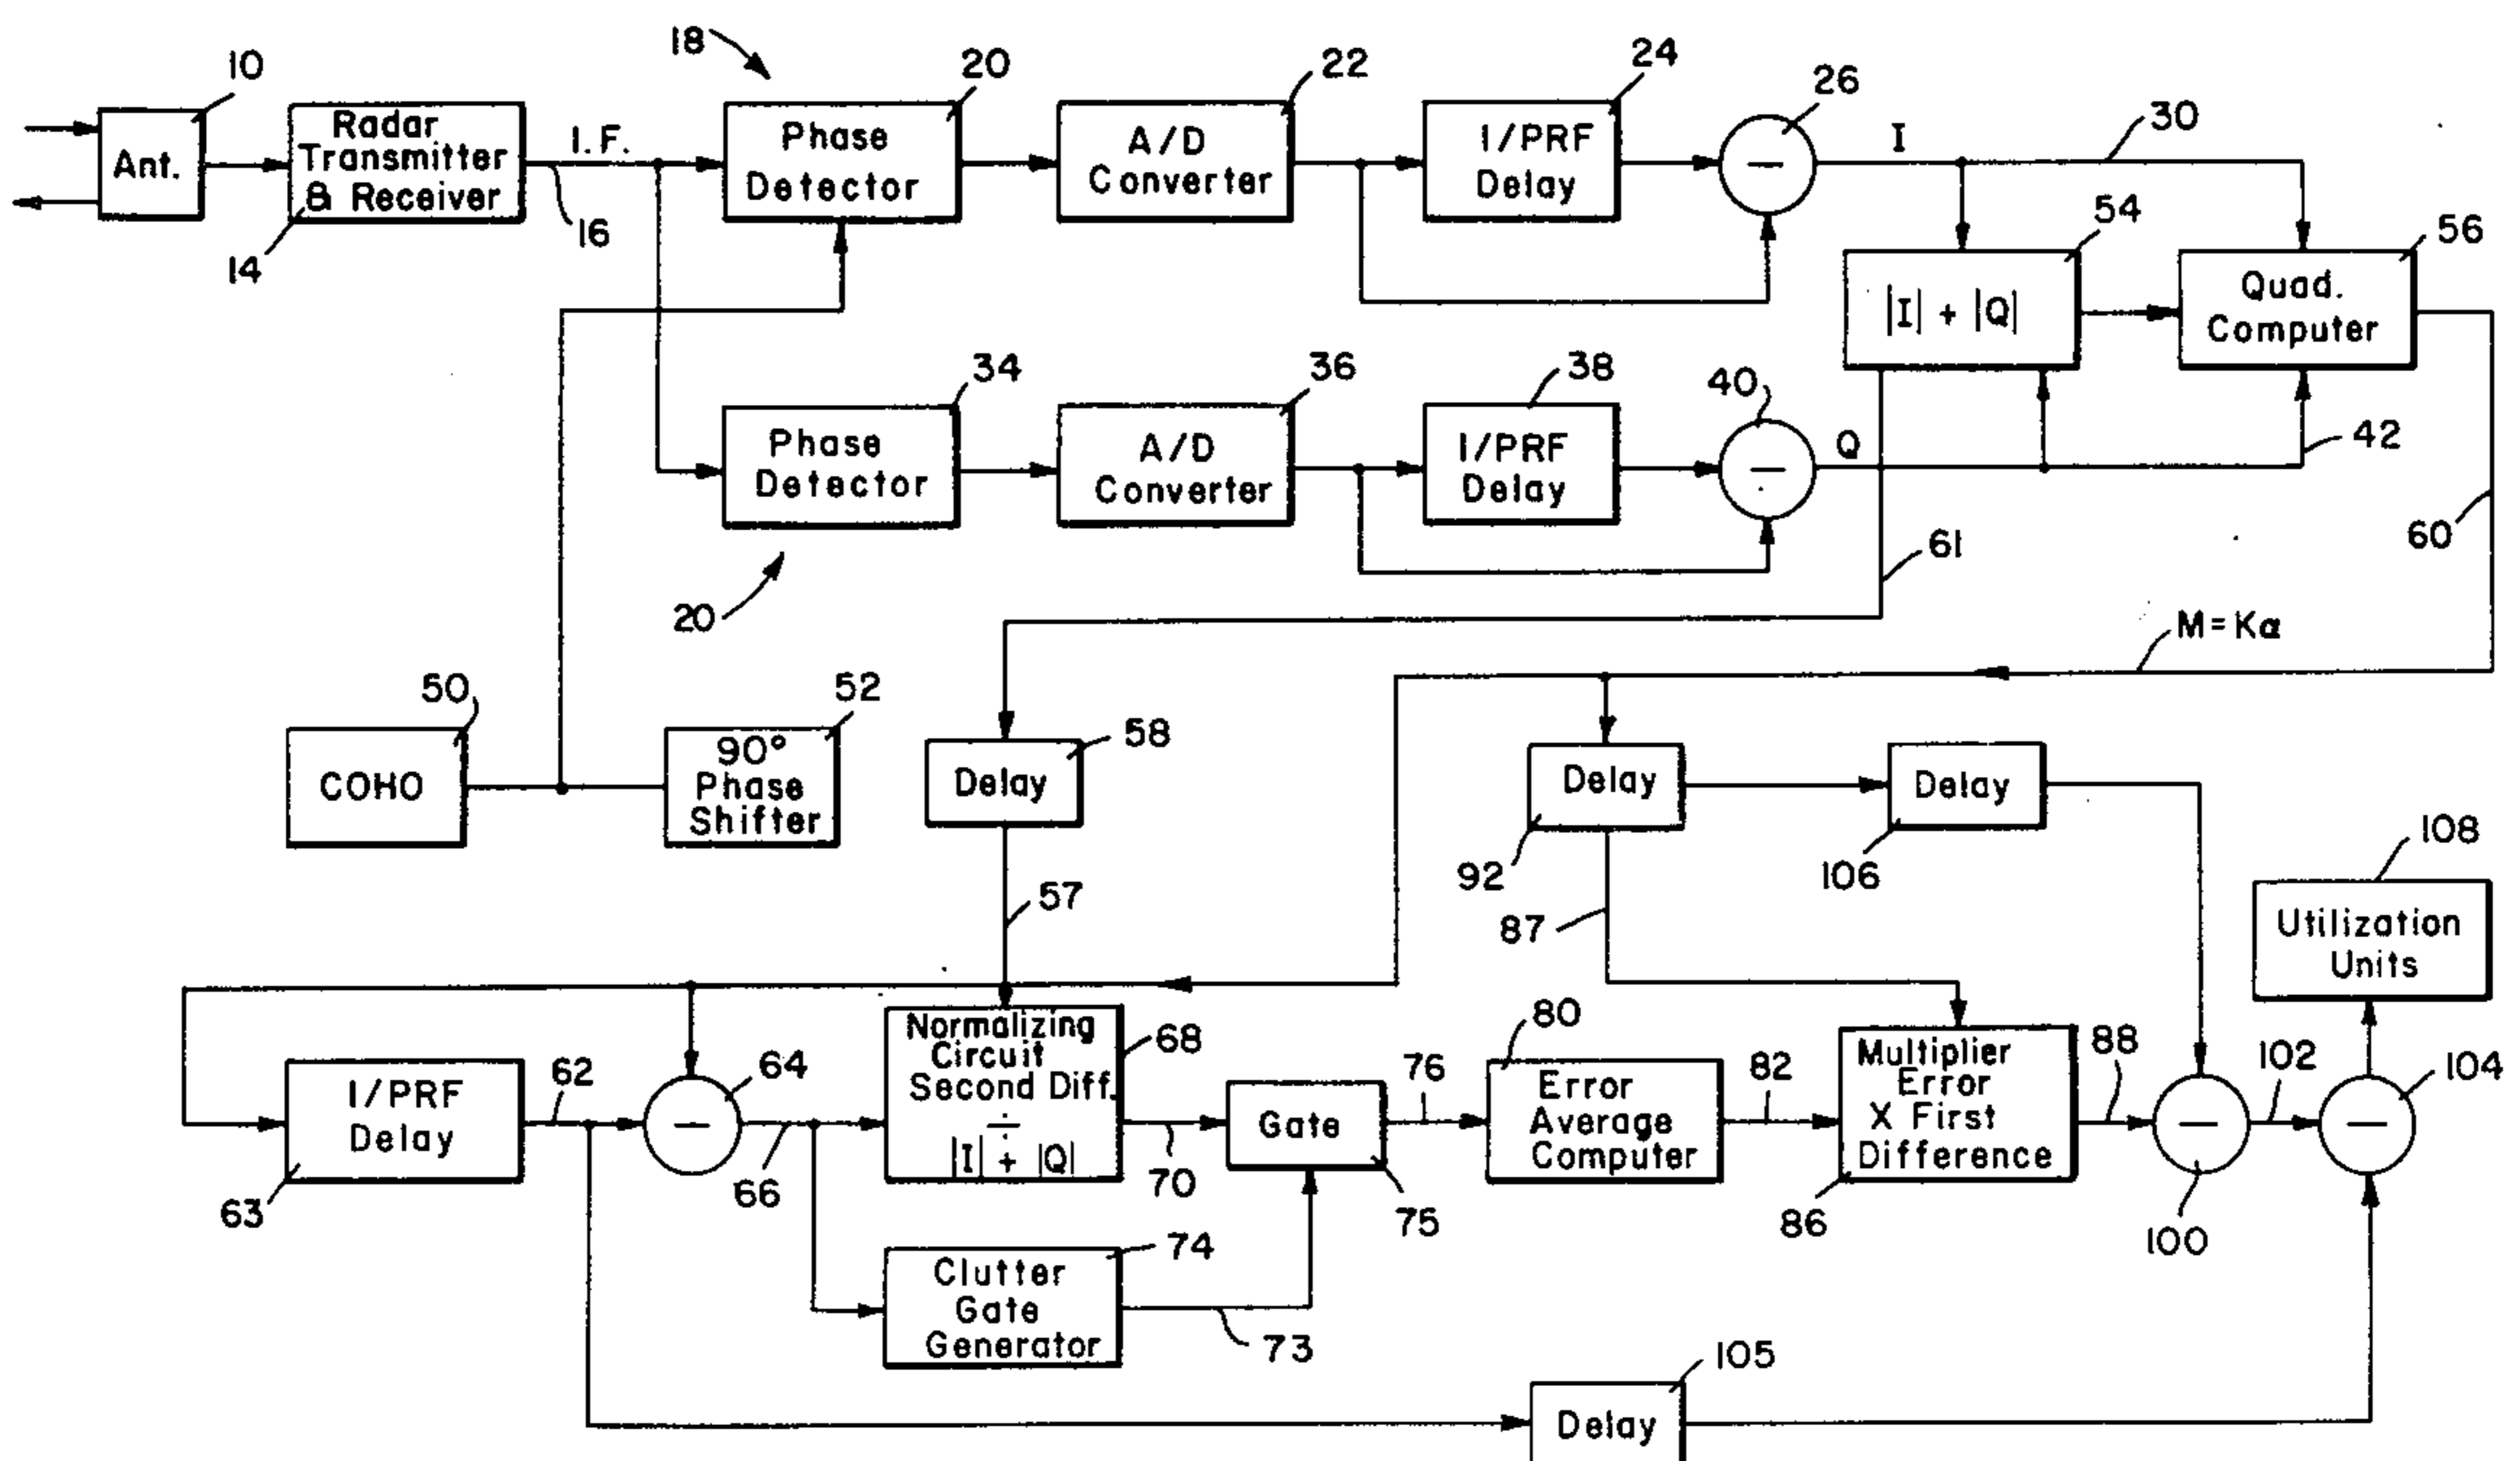 18
10
20
22
24
26
30
Ant.
Radar
Transmitter
& Receiver
I.F.
16
14
Phase
Detector
A/D
Converter
1/PRF
Delay
−
I
54
56
|I| + |Q|
Quad.
Computer
34
36
38
40
Phase
Detector
A/D
Converter
1/PRF
Delay
−
Q
42
20
61
60
M=Kα
50
52
COHO
90°
Phase
Shifter
58
Delay
Delay
92
Delay
106
57
87
108
Utilization
Units
1/PRF
Delay
63
62
−
64
66
Normalizing
Circuit
Second Diff.
÷
|I| + |Q|
68
70
Gate
75
76
80
Error
Average
Computer
82
Multiplier
Error
X First
Difference
86
88
−
100
102
−
104
Clutter
Gate
Generator
74
73
105
Delay